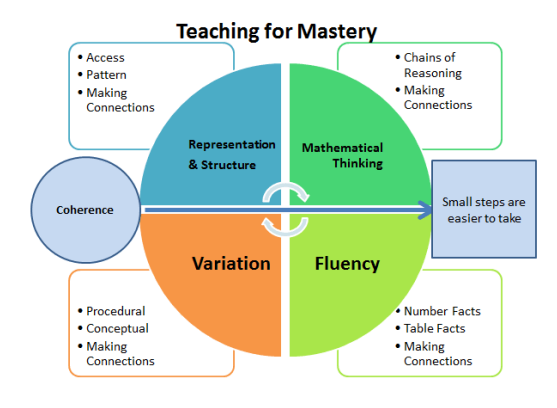 Teaching for Mastery
• Access
• Pattern
• Making
Connections
• Chains of
Reasoning
• Making
Connections
Representation
& Structure
Mathematical
Thinking
Coherence
Small steps are
easier to take
Variation
Fluency
• Procedural
• Conceptual
• Making
Connections
• Number Facts
• Table Facts
• Making
Connections